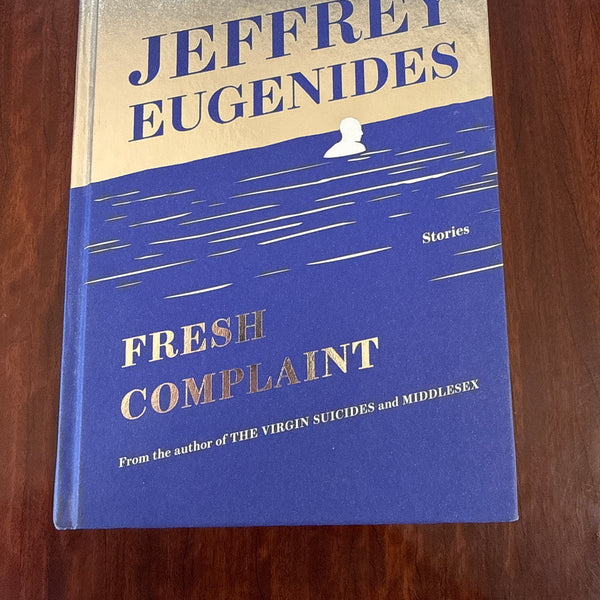 JEFFREY
EUGENIDES
Stories
FRESH
COMPLAINT
From the author of THE VIRGIN SUICIDES and MIDDLESEX